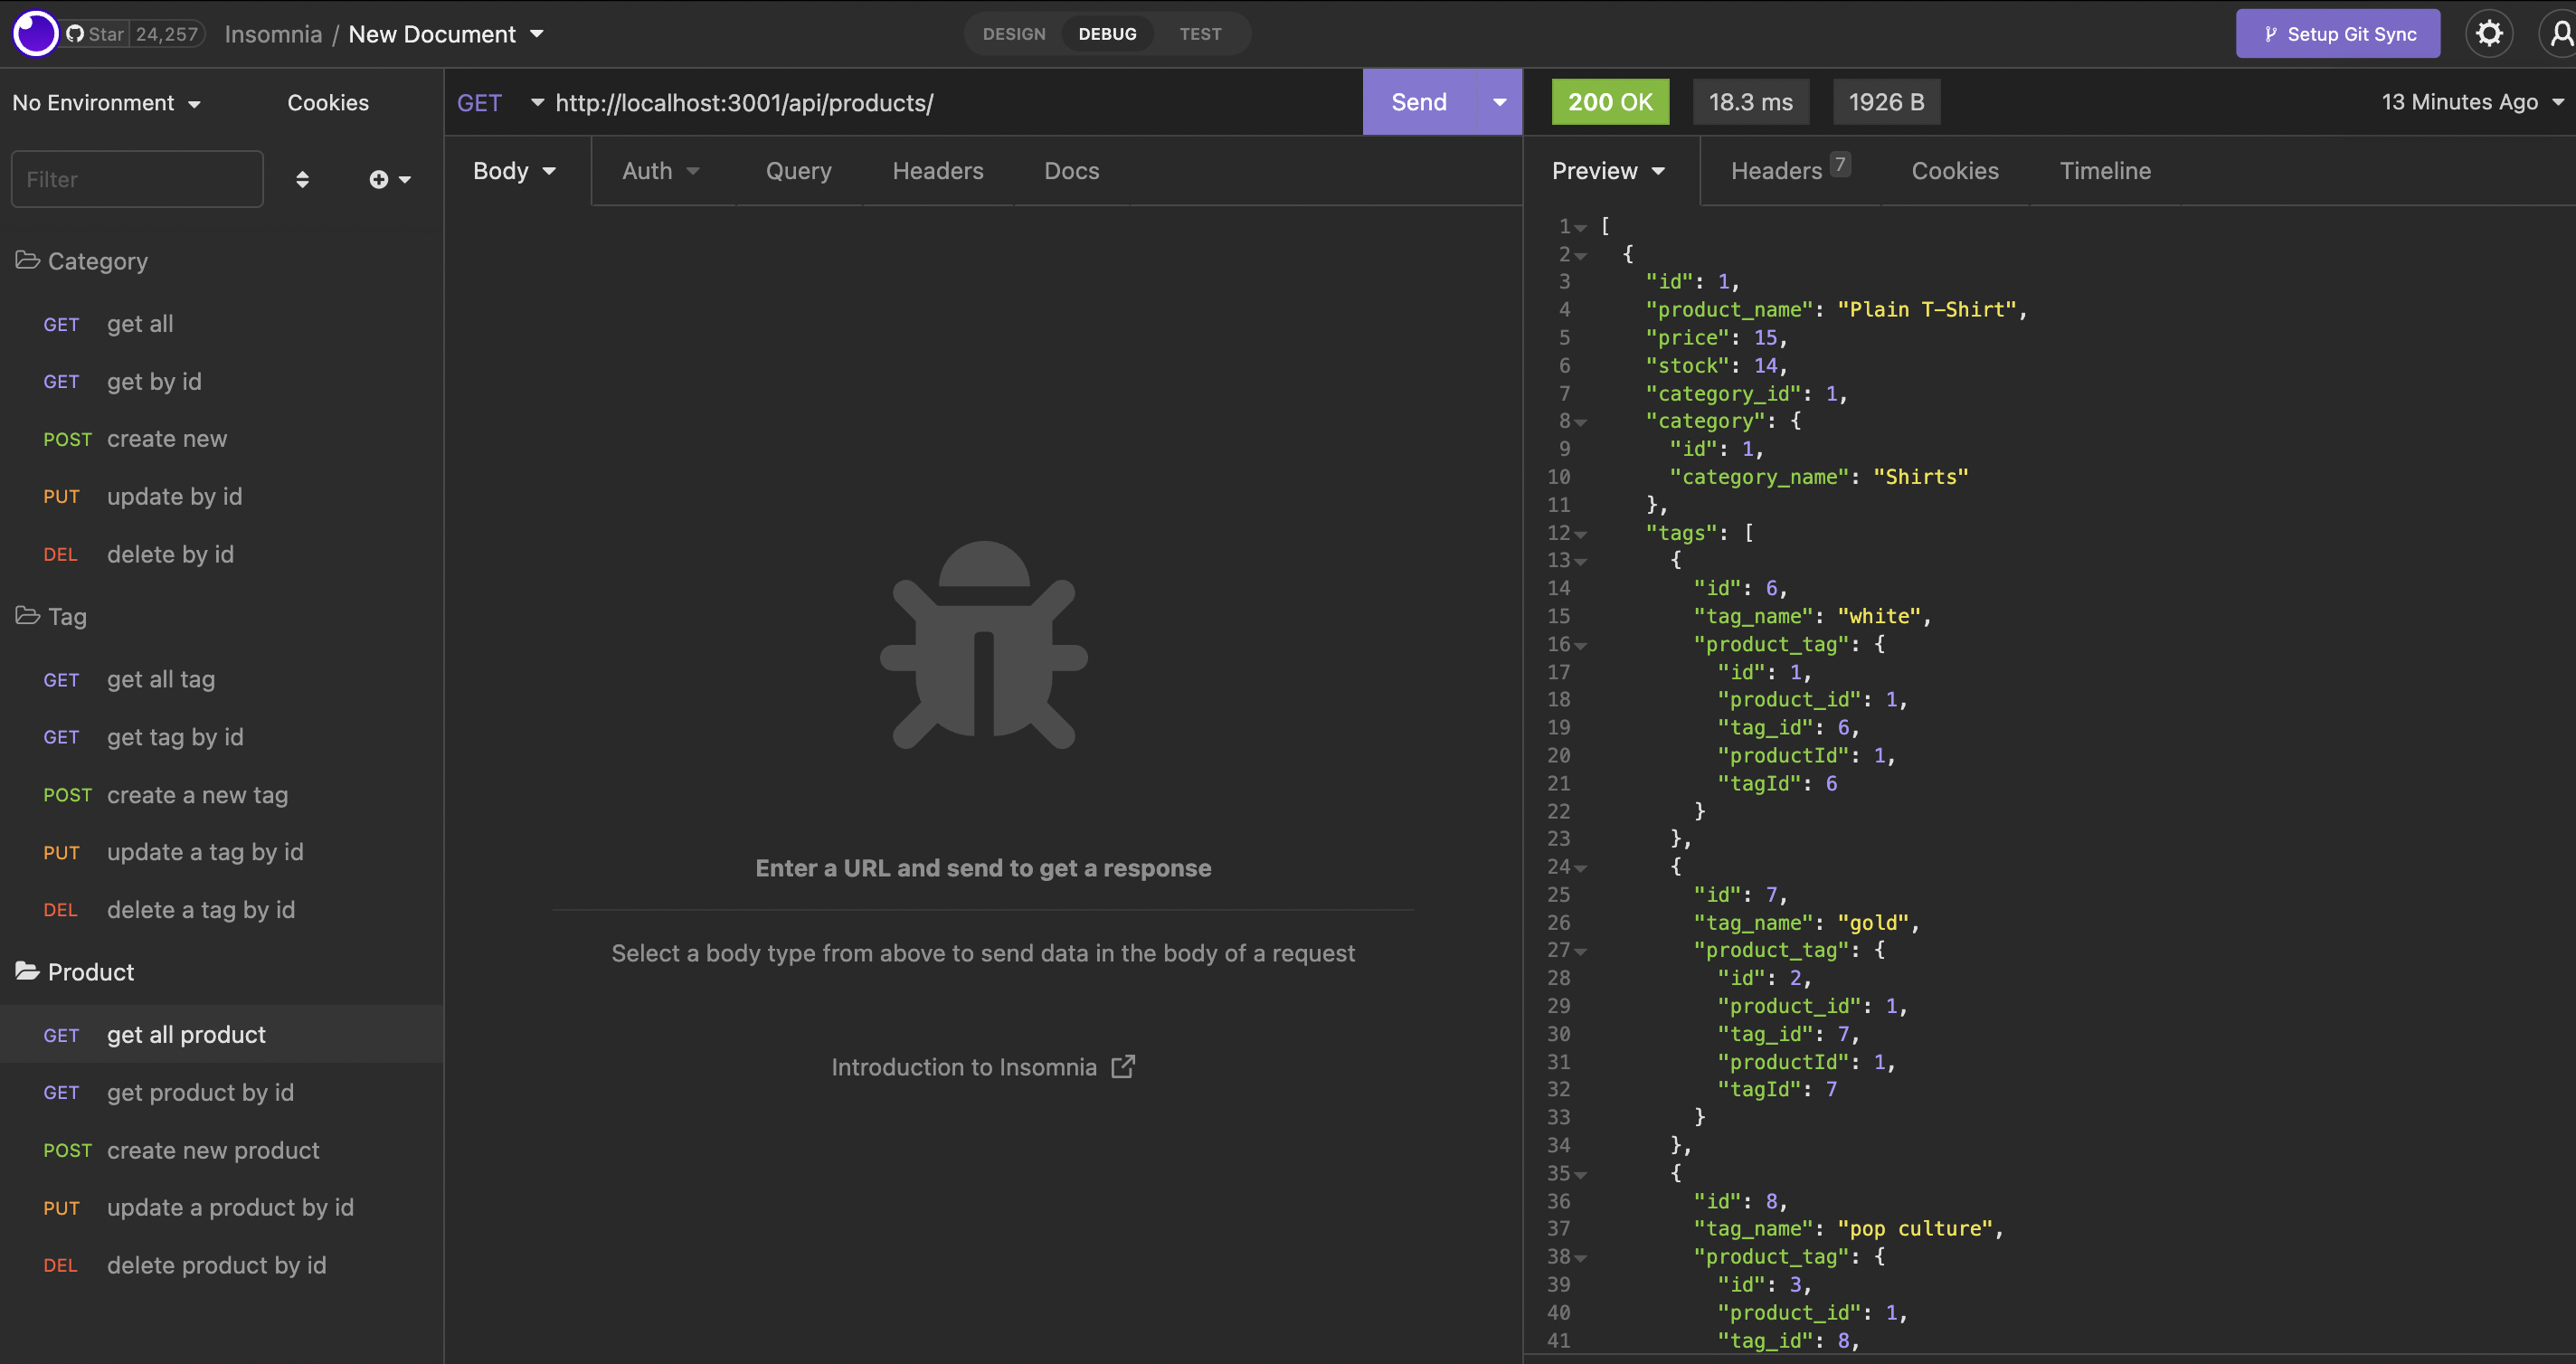 Star 24,257 Insomnia / New Document DESIGN DEBUG TEST Setup Git Sync
No Environment Cookies
Filter
Category
GET get all
GET get by id
POST create new
PUT update by id
DEL delete by id
Tag
GET get all tag
GET get tag by id
POST create a new tag
PUT update a tag by id
DEL delete a tag by id
Product
GET get all product
GET get product by id
POST create new product
PUT update a product by id
DEL delete product by id
GET http://localhost:3001/api/products/ Send
Body Auth Query Headers Docs
Enter a URL and send to get a response
Select a body type from above to send data in the body of a request
Introduction to Insomnia
200 OK 18.3 ms 1926 B 13 Minutes Ago
Preview Headers 7 Cookies Timeline
1 [
2 {
3 "id": 1,
4 "product_name": "Plain T-Shirt",
5 "price": 15,
6 "stock": 14,
7 "category_id": 1,
8 "category": {
9 "id": 1,
10 "category_name": "Shirts"
11 },
12 "tags": [
13 {
14 "id": 6,
15 "tag_name": "white",
16 "product_tag": {
17 "id": 1,
18 "product_id": 1,
19 "tag_id": 6,
20 "productId": 1,
21 "tagId": 6
22 }
23 },
24 {
25 "id": 7,
26 "tag_name": "gold",
27 "product_tag": {
28 "id": 2,
29 "product_id": 1,
30 "tag_id": 7,
31 "productId": 1,
32 "tagId": 7
33 }
34 },
35 {
36 "id": 8,
37 "tag_name": "pop culture",
38 "product_tag": {
39 "id": 3,
40 "product_id": 1,
41 "tag_id": 8,